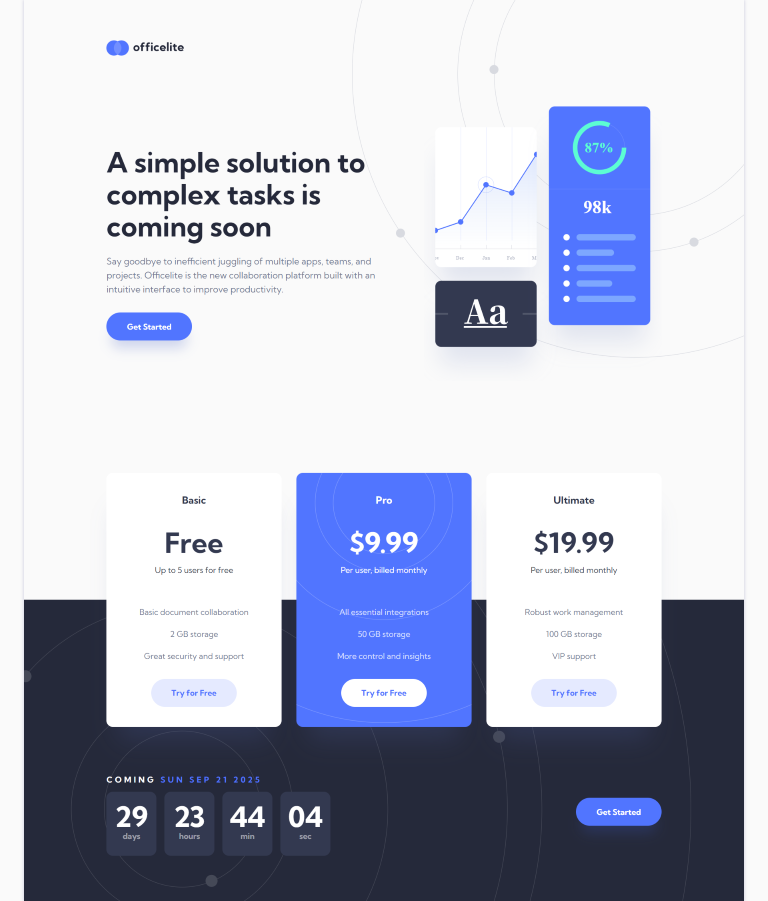 officelite
A simple solution to
complex tasks is
coming soon
Say goodbye to inefficient juggling of multiple apps, teams, and
projects. Officelite is the new collaboration platform built with an
intuitive interface to improve productivity.
Get Started
87%
98k
Dec Jan Feb
Aa
Basic
Free
Up to 5 users for free
Basic document collaboration
2 GB storage
Great security and support
Try for Free
Pro
$9.99
Per user, billed monthly
All essential integrations
50 GB storage
More control and insights
Try for Free
Ultimate
$19.99
Per user, billed monthly
Robust work management
100 GB storage
VIP support
Try for Free
COMING SUN SEP 21 2025
29 23 44 04
days hours min sec
Get Started